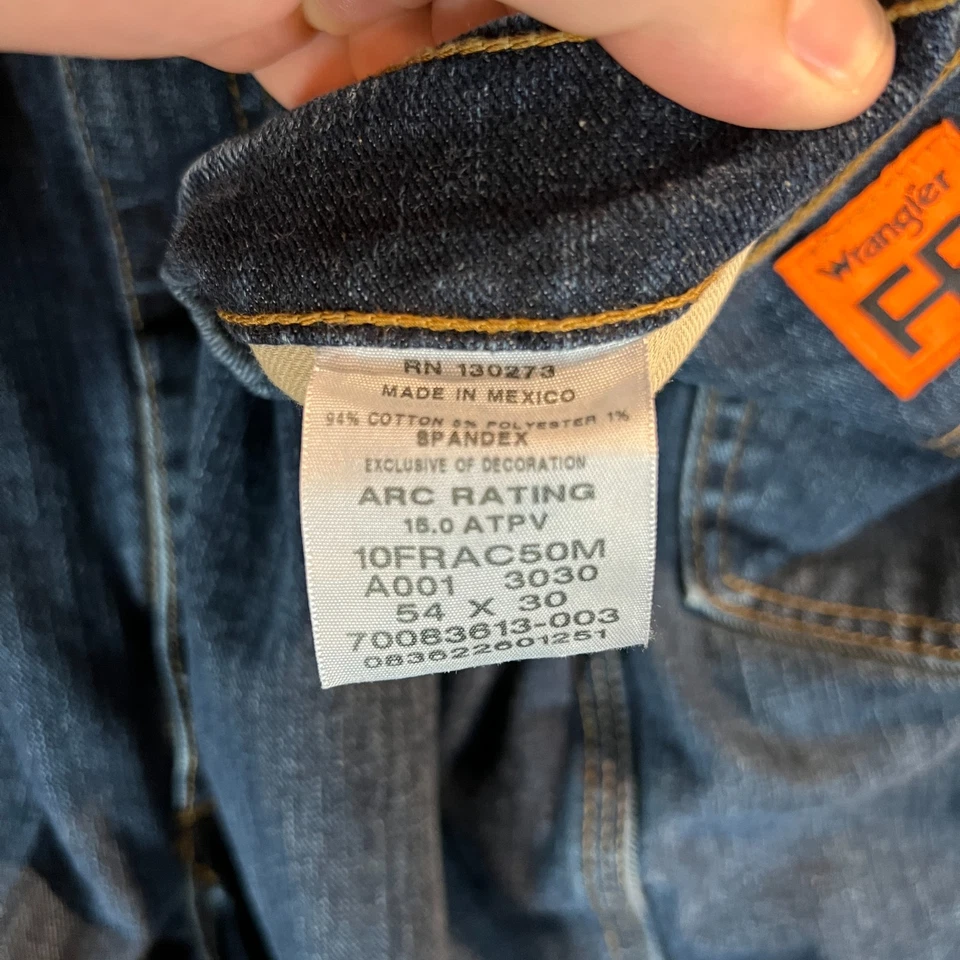 Wrangler
FR
RN 130273
MADE IN MEXICO
94% COTTON 5% POLYESTER 1%
SPANDEX
EXCLUSIVE OF DECORATION
ARC RATING
15.0 ATPV
10FRAC50M
A001 3030
54 X 30
70083613-003
083622601251